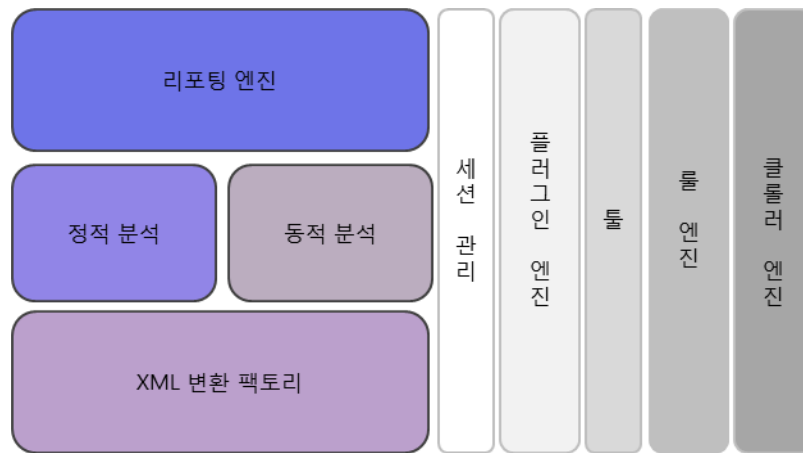 리포팅 엔진
정적 분석
동적 분석
XML 변환 팩토리
세션 관리
플러그인 엔진
툴
룰 엔진
클롤러 엔진